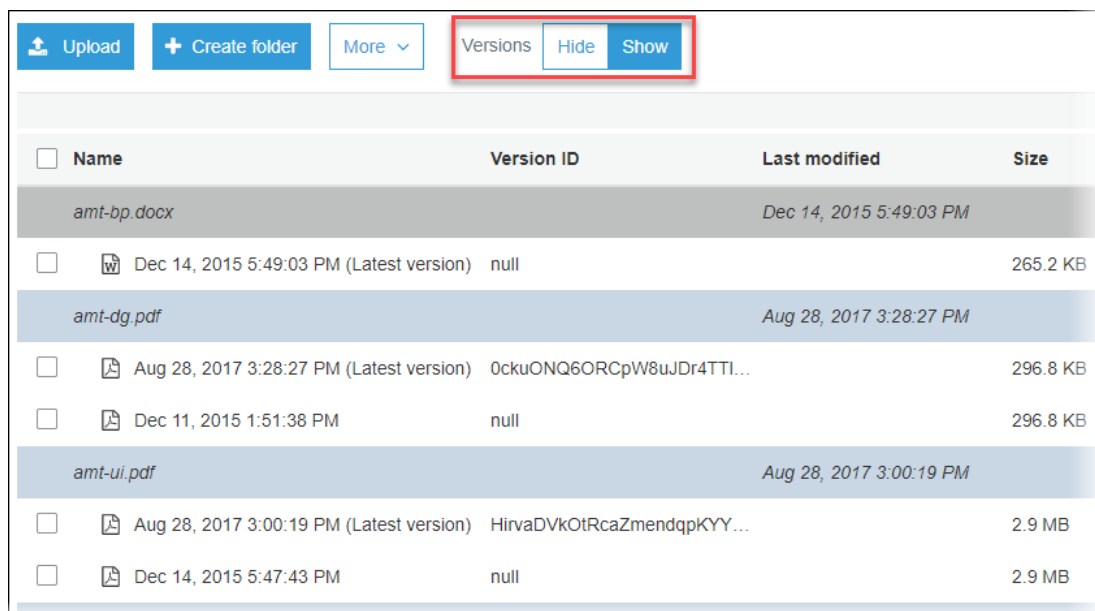 Upload Create folder More Versions Hide Show
Name Version ID Last modified Size
amt-bp.docx Dec 14, 2015 5:49:03 PM
Dec 14, 2015 5:49:03 PM (Latest version) null 265.2 KB
amt-dg.pdf Aug 28, 2017 3:28:27 PM
Aug 28, 2017 3:28:27 PM (Latest version) 0ckuONQ6ORCpW8uJDr4TTI... 296.8 KB
Dec 11, 2015 1:51:38 PM null 296.8 KB
amt-ui.pdf Aug 28, 2017 3:00:19 PM
Aug 28, 2017 3:00:19 PM (Latest version) HirvaDVkOtRcaZmendqpKYY... 2.9 MB
Dec 14, 2015 5:47:43 PM null 2.9 MB